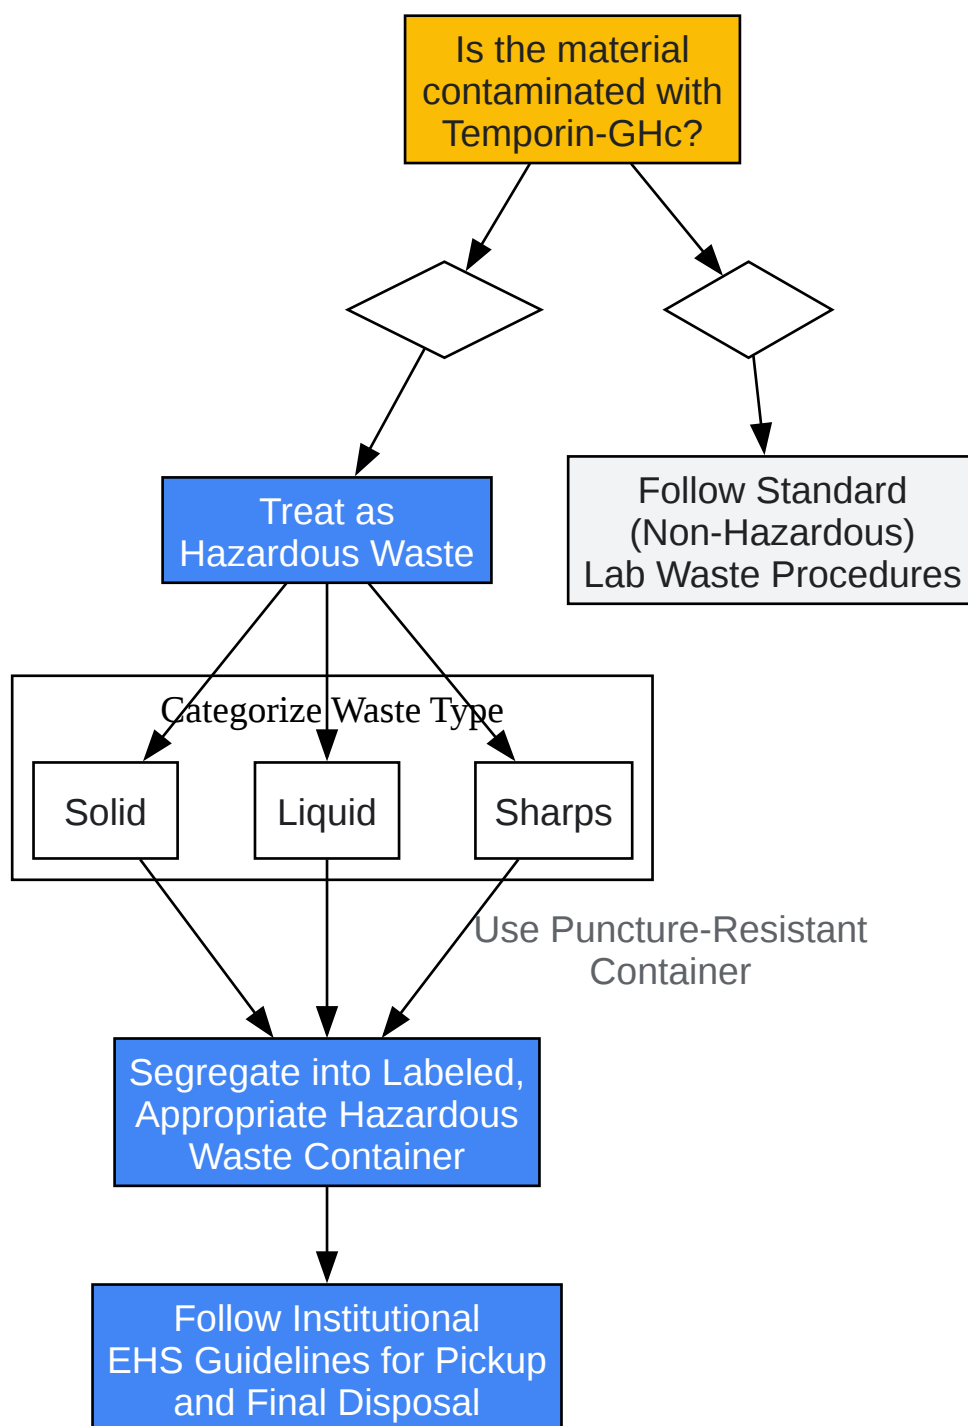 Is the material
contaminated with
Temporin-GHc?
Treat as
Hazardous Waste
Follow Standard
(Non-Hazardous)
Lab Waste Procedures
Categorize Waste Type
Solid
Liquid
Sharps
Use Puncture-Resistant
Container
Segregate into Labeled,
Appropriate Hazardous
Waste Container
Follow Institutional
EHS Guidelines for Pickup
and Final Disposal